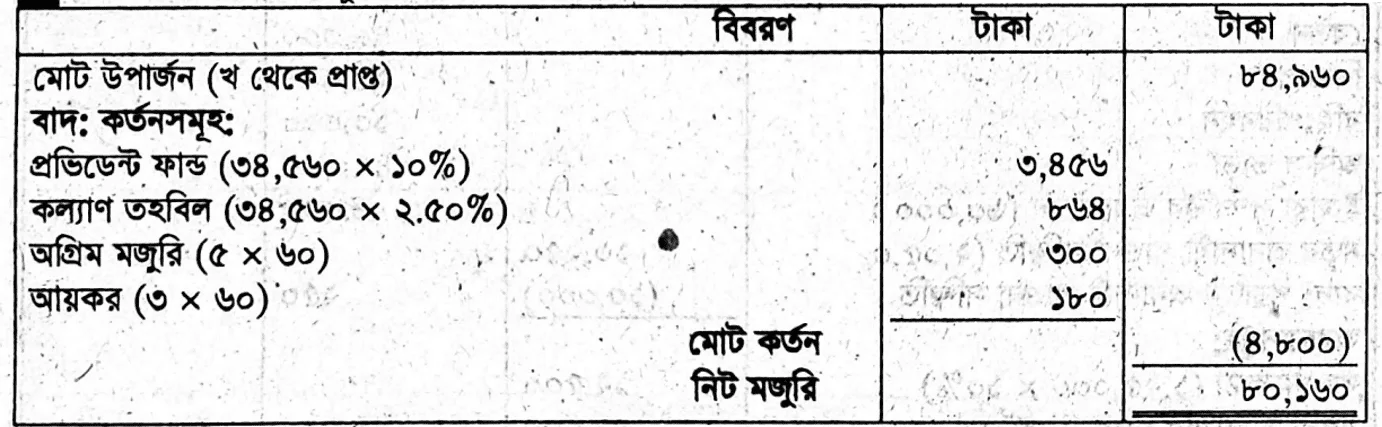 বিবরণ টাকা টাকা
মোট উপার্জন (খ থেকে প্রাপ্ত) ৮৪,৯৬০
বাদ: কর্তনসমূহ:
প্রভিডেন্ট ফান্ড (৩৪,৫৬০ × ১০%) ৩,৪৫৬
কল্যাণ তহবিল (৩৪,৫৬০ × ২.৫০%) ৮৬৪
অগ্রিম মজুরি (৫ × ৬০) ৩০০
আয়কর (৩ × ৬০) ১৮০
মোট কর্তন (৪,৮০০)
নিট মজুরি ৮০,১৬০